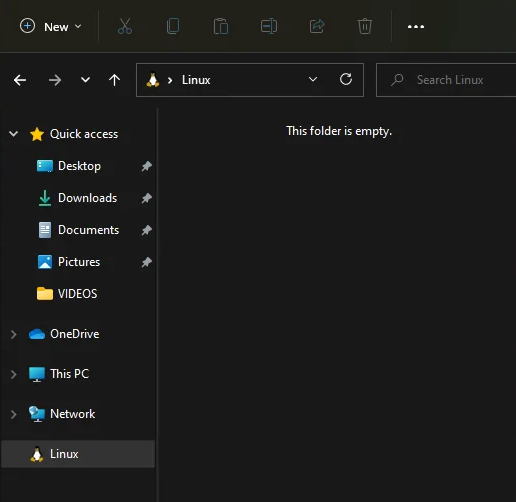 New
Linux
Search Linux
This folder is empty.
Quick access
Desktop
Downloads
Documents
Pictures
VIDEOS
OneDrive
This PC
Network
Linux